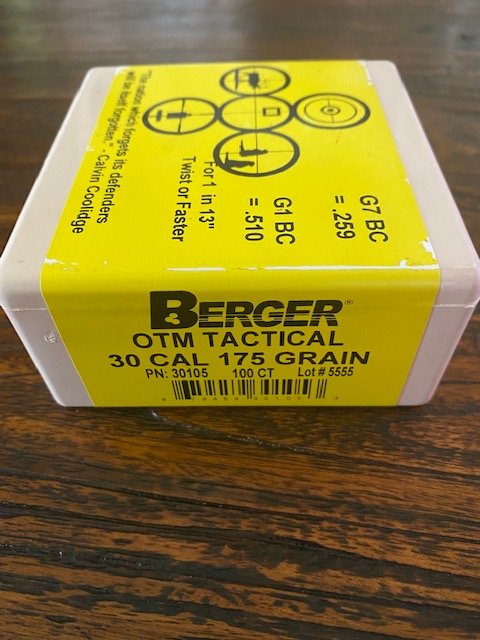 "The nation which forgets its defenders
will be itself forgotten." - Calvin Coolidge
For 1 in 13"
Twist or Faster
G1 BC
= .510
G7 BC
= .259
BERGER®
OTM TACTICAL
30 CAL 175 GRAIN
PN: 30105 100 CT Lot # 5555